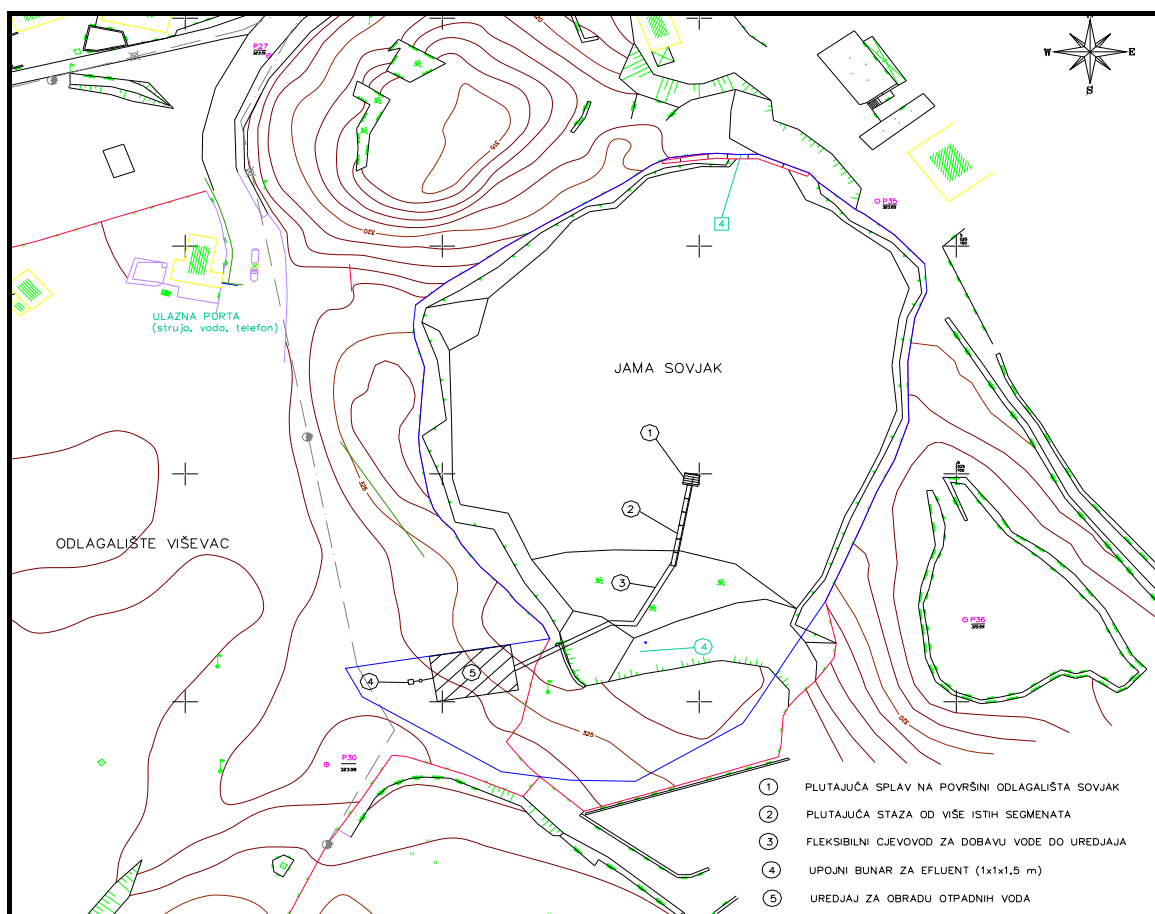 N
W E
S
P27
315
320
320
P35
4
ULAZNA PORTA
(struja, voda, telefon)
JAMA SOVJAK
1
325
2
ODLAGALIŠTE VIŠEVAC
3
P36
4
4
5
320
325
P30
1 PLUTAJUĆA SPLAV NA POVRŠINI ODLAGALIŠTA SOVJAK
2 PLUTAJUĆA STAZA OD VIŠE ISTIH SEGMENATA
3 FLEKSIBILNI CJEVOVOD ZA DOBAVU VODE DO UREDJAJA
4 UPOJNI BUNAR ZA EFLUENT (1x1x1,5 m)
5 UREDJAJ ZA OBRADU OTPADNIH VODA